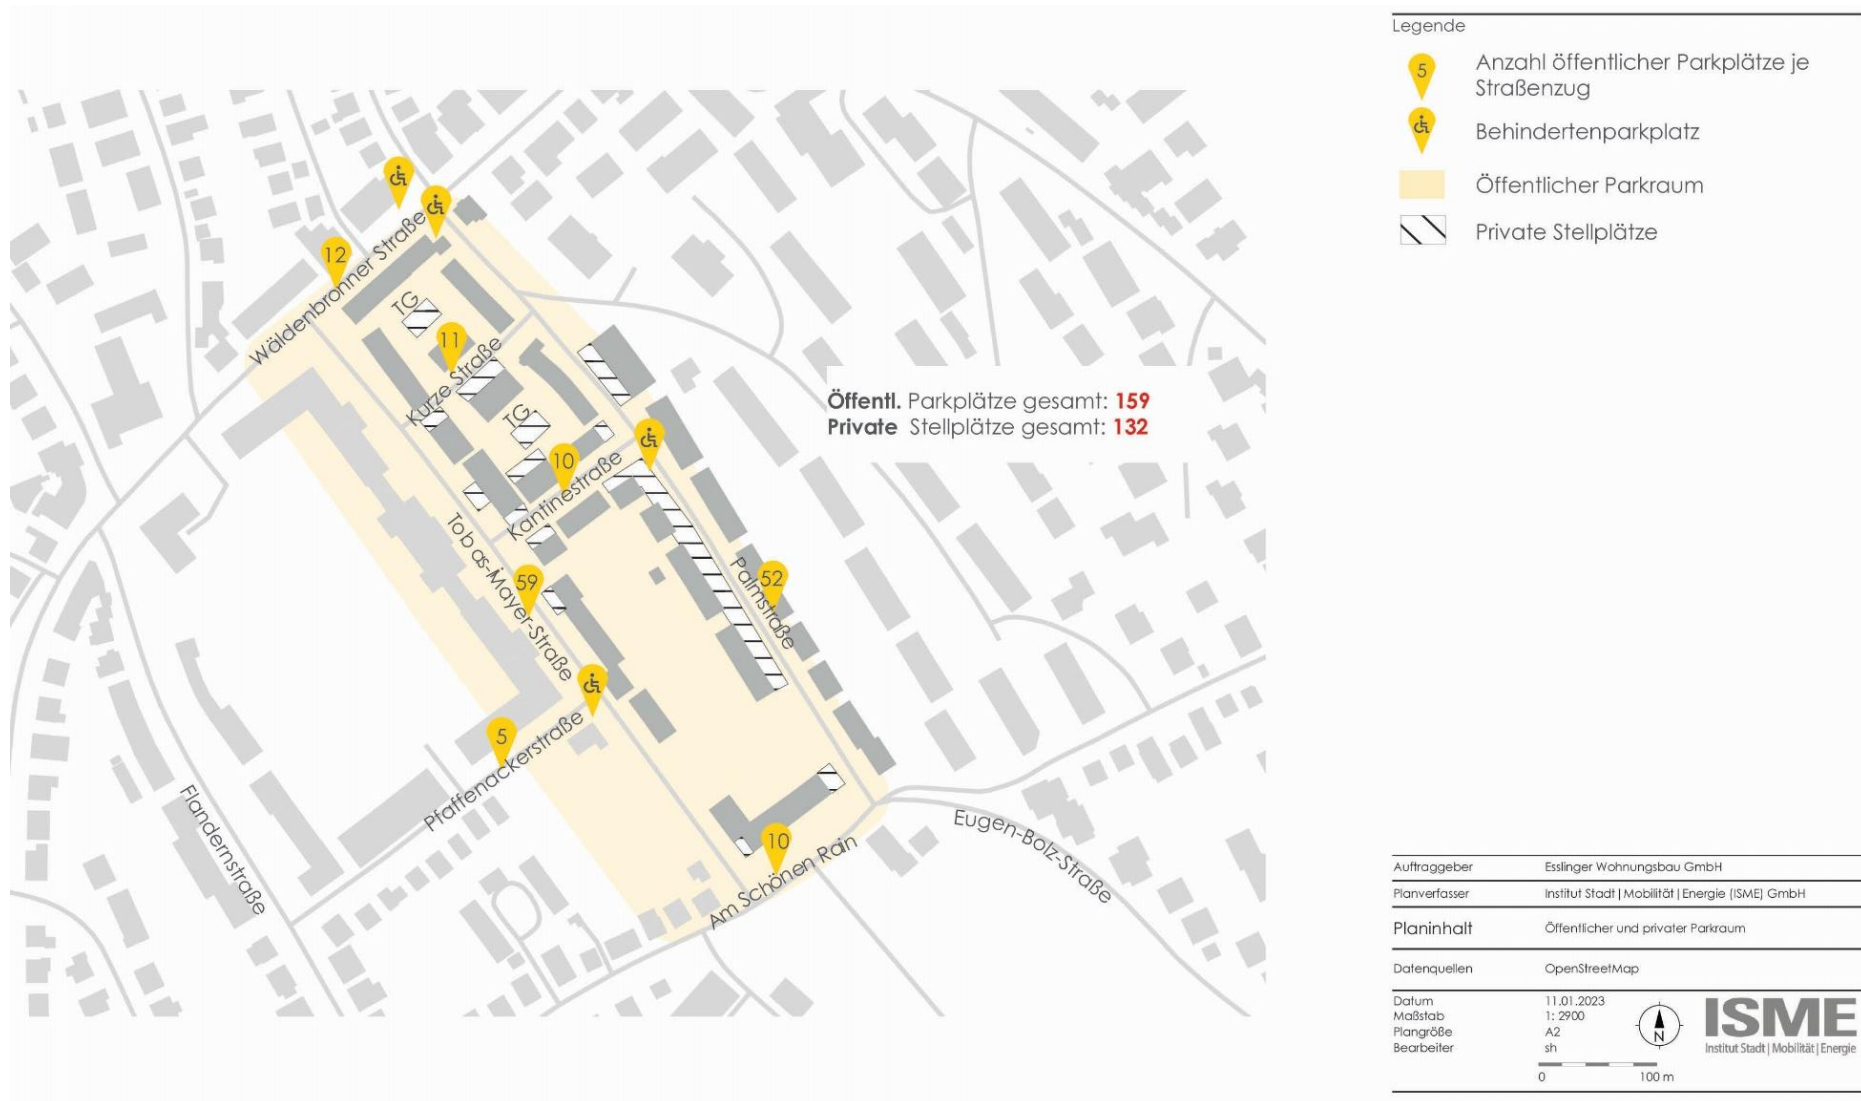 12
Wäldenbronner Straße
TG
11
Kurze Straße
TG
10
Kantinestraße
Öffentl. Parkplätze gesamt: 159
Private Stellplätze gesamt: 132
59
Tobias-Mayer-Straße
52
Palmstraße
5
Pfaffenackerstraße
Flandernstraße
10
Am Schönen Rain
Eugen-Bolz-Straße
Legende
5
Anzahl öffentlicher Parkplätze je
Straßenzug
Behindertenparkplatz
Öffentlicher Parkraum
Private Stellplätze
Auftraggeber Esslinger Wohnungsbau GmbH
Planverfasser Institut Stadt | Mobilität | Energie (ISME) GmbH
Planinhalt Öffentlicher und privater Parkraum
Datenquellen OpenStreetMap
Datum 11.01.2023
Maßstab 1: 2900
Plangröße A2
Bearbeiter sh
N
ISME
Institut Stadt | Mobilität | Energie
0 100 m